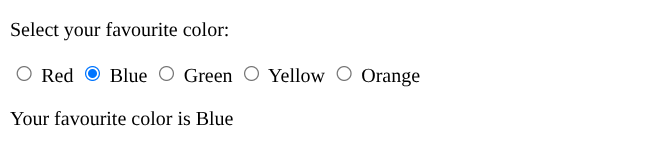 Select your favourite color:
Red Blue Green Yellow Orange
Your favourite color is Blue